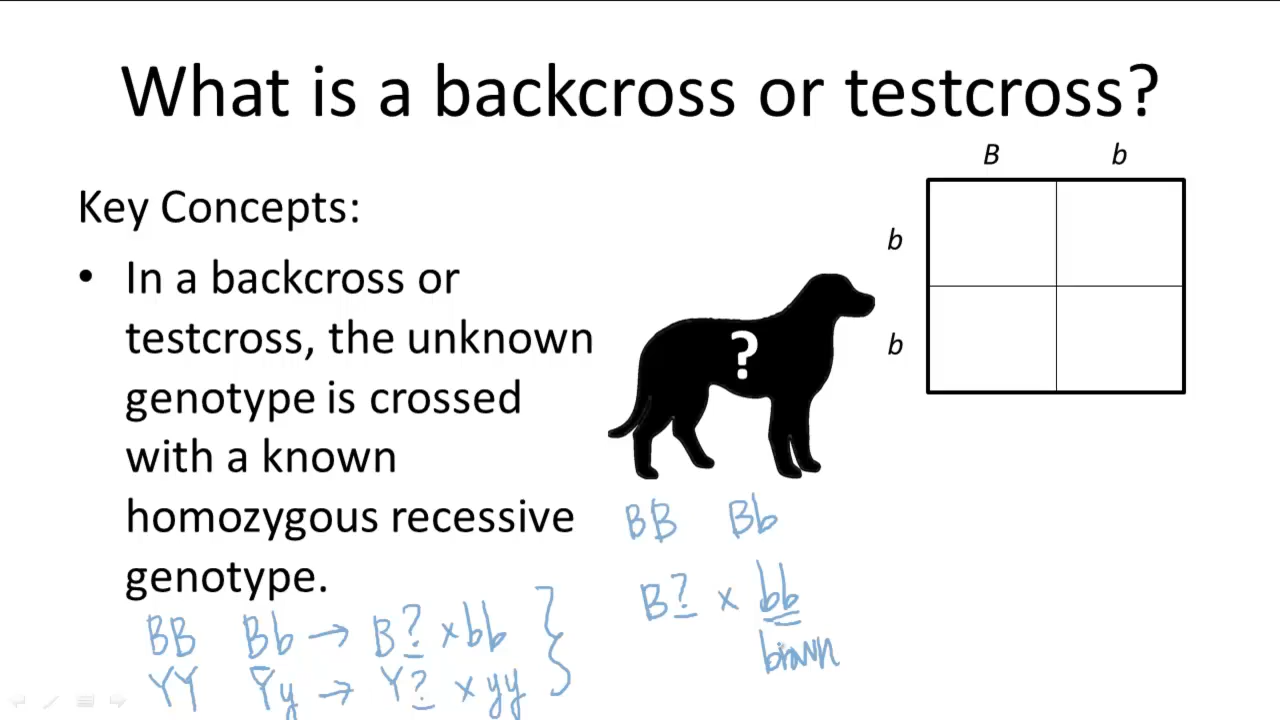 What is a backcross or testcross?
Key Concepts:
• In a backcross or
testcross, the unknown
genotype is crossed
with a known
homozygous recessive
genotype.
BB Bb → B? x bb
YY Yy → Y? x yy
?
BB Bb
B? x bb
brown
B b
b
b